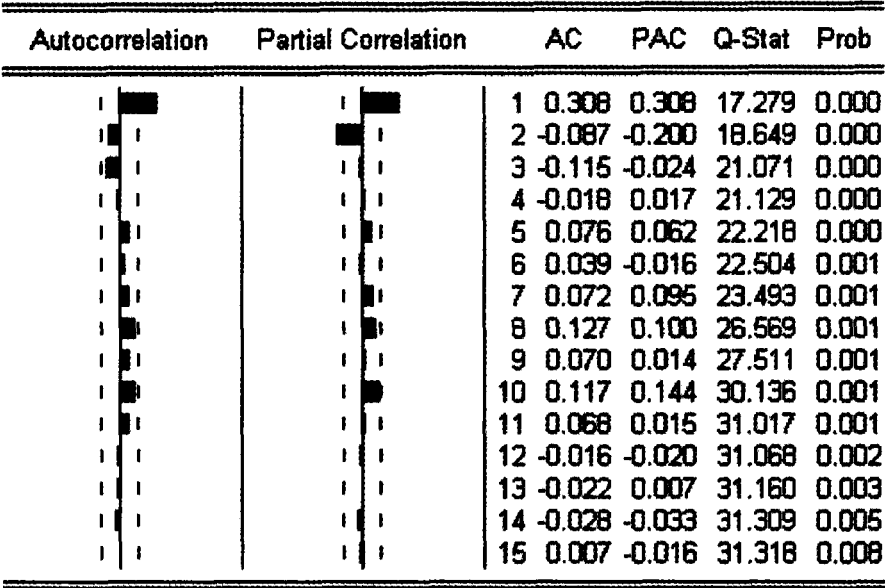 Autocorrelation Partial Correlation AC PAC Q-Stat Prob
1 0.308 0.308 17.279 0.000
2 -0.087 -0.200 18.649 0.000
3 -0.115 -0.024 21.071 0.000
4 -0.018 0.017 21.129 0.000
5 0.076 0.062 22.218 0.000
6 0.039 -0.016 22.504 0.001
7 0.072 0.095 23.493 0.001
8 0.127 0.100 26.569 0.001
9 0.070 0.014 27.511 0.001
10 0.117 0.144 30.136 0.001
11 0.068 0.015 31.017 0.001
12 -0.016 -0.020 31.068 0.002
13 -0.022 0.007 31.160 0.003
14 -0.028 -0.033 31.309 0.005
15 0.007 -0.016 31.318 0.008